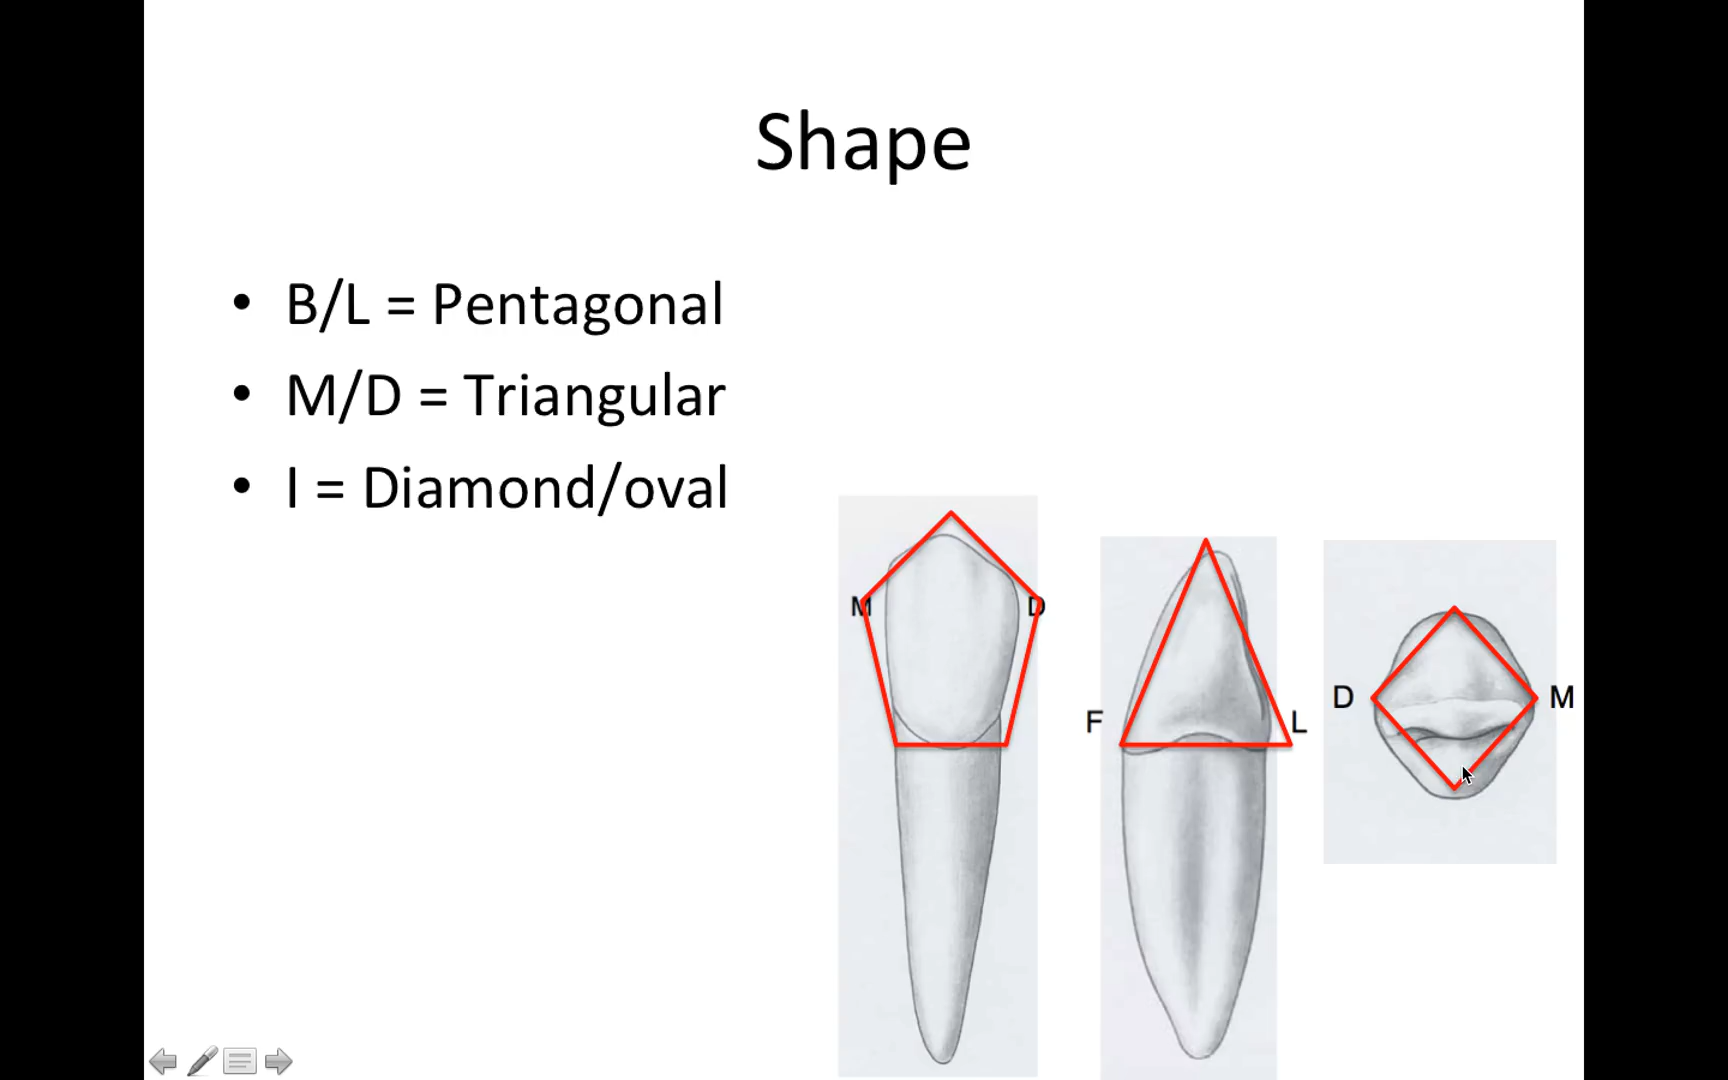 Shape
• B/L = Pentagonal
• M/D = Triangular
• I = Diamond/oval
M D
F L
D M